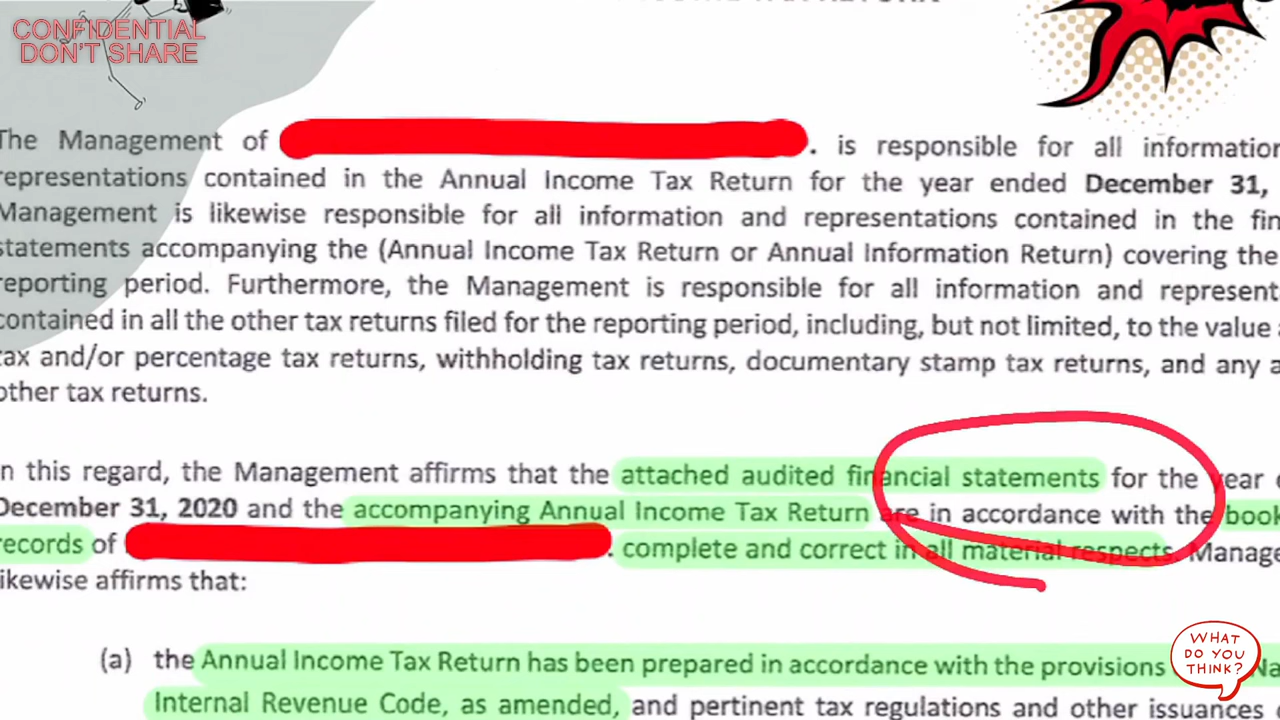 CONFIDENTIAL
DON'T SHARE
The Management of . is responsible for all information
representations contained in the Annual Income Tax Return for the year ended December 31,
Management is likewise responsible for all information and representations contained in the fin
statements accompanying the (Annual Income Tax Return or Annual Information Return) covering the
reporting period. Furthermore, the Management is responsible for all information and represent
contained in all the other tax returns filed for the reporting period, including, but not limited, to the value
tax and/or percentage tax returns, withholding tax returns, documentary stamp tax returns, and any a
other tax returns.
In this regard, the Management affirms that the attached audited financial statements for the year
December 31, 2020 and the accompanying Annual Income Tax Return are in accordance with the book
records of . complete and correct in all material respects. Manage
likewise affirms that:
(a) the Annual Income Tax Return has been prepared in accordance with the provisions Na
Internal Revenue Code, as amended, and pertinent tax regulations and other issuances
WHAT
DO YOU
THINK?